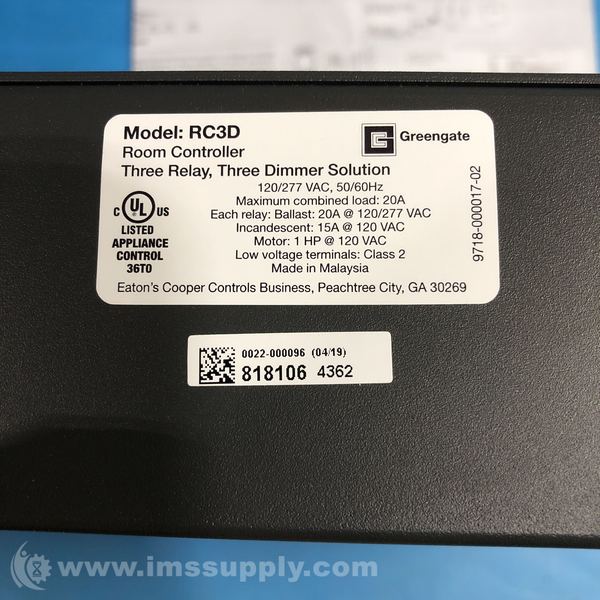 Model: RC3D
Room Controller
Three Relay, Three Dimmer Solution
G Greengate
120/277 VAC, 50/60Hz
Maximum combined load: 20A
Each relay: Ballast: 20A @ 120/277 VAC
Incandescent: 15A @ 120 VAC
Motor: 1 HP @ 120 VAC
Low voltage terminals: Class 2
Made in Malaysia
C UL US
LISTED
APPLIANCE
CONTROL
36TO
Eaton's Cooper Controls Business, Peachtree City, GA 30269
9718-000017-02
0022-000096 (04/19)
818106 4362
www.imssupply.com